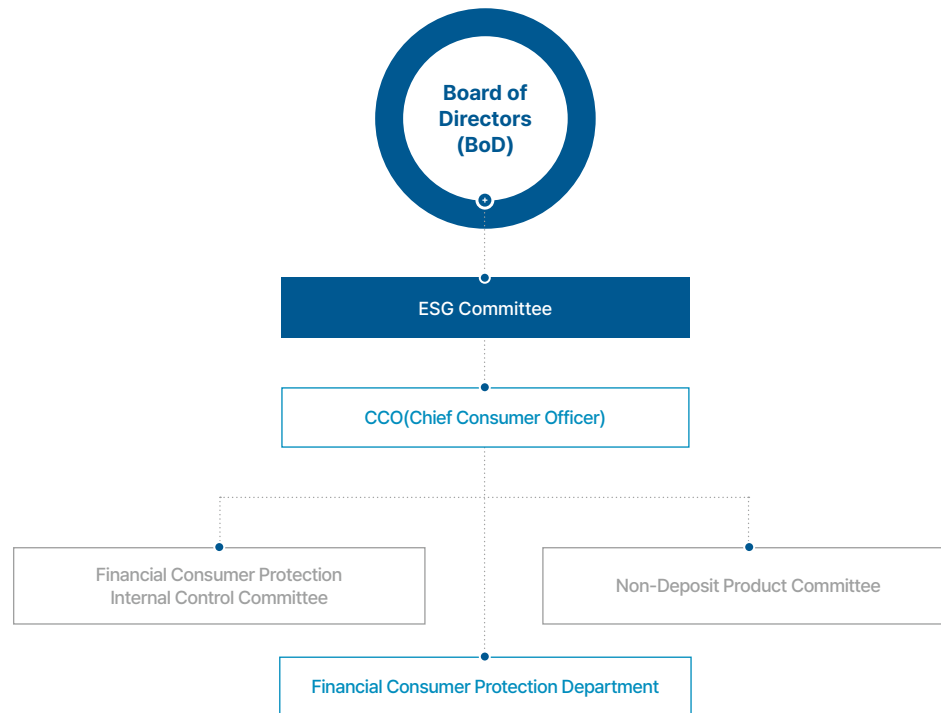 Board of
Directors
(BoD)
ESG Committee
CCO(Chief Consumer Officer)
Financial Consumer Protection
Internal Control Committee
Non-Deposit Product Committee
Financial Consumer Protection Department